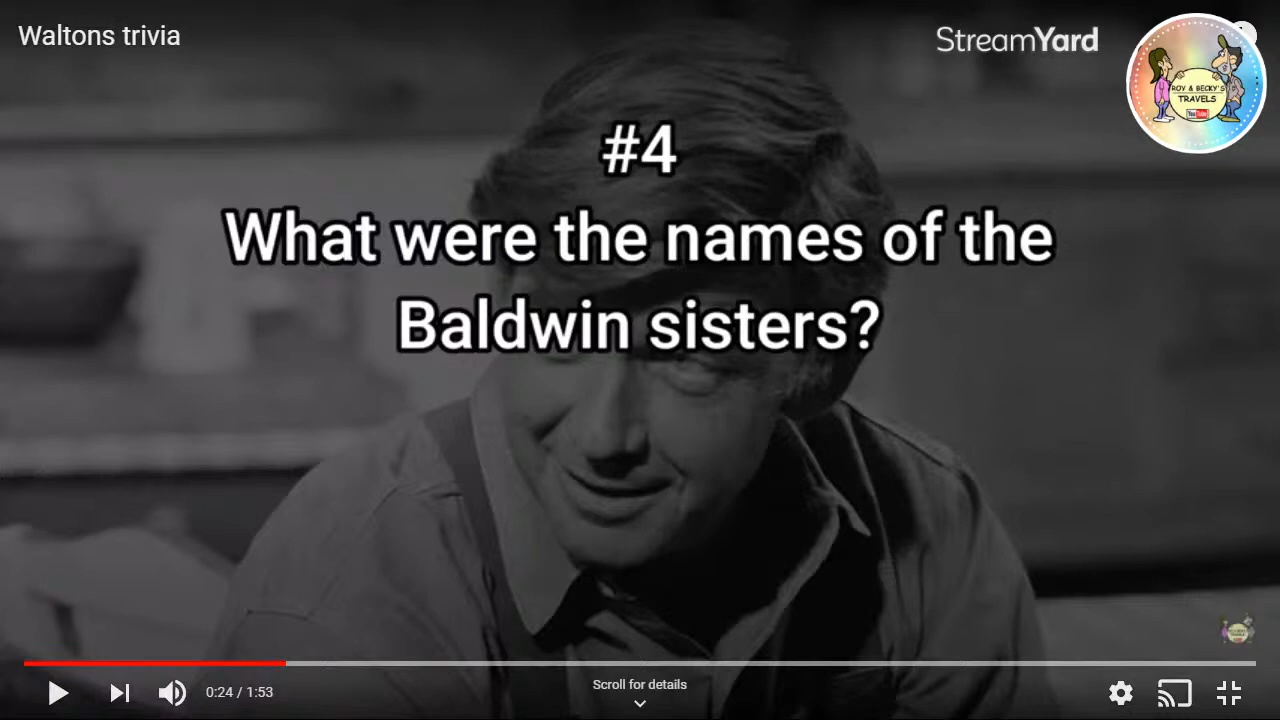 Waltons trivia
StreamYard
ROY & BECKY'S
TRAVELS
#4
What were the names of the
Baldwin sisters?
0:24 / 1:53
Scroll for details